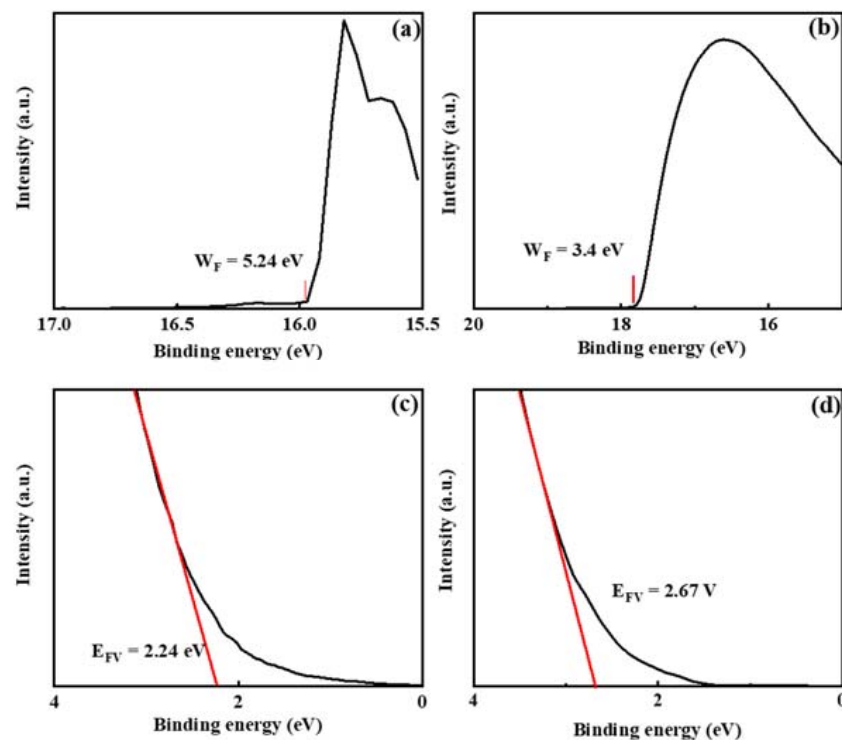 (a)
Intensity (a.u.)
W_F = 5.24 eV
17.0 16.5 16.0 15.5
Binding energy (eV)
(b)
Intensity (a.u.)
W_F = 3.4 eV
20 18 16
Binding energy (eV)
(c)
Intensity (a.u.)
E_FV = 2.24 eV
4 2 0
Binding energy (eV)
(d)
Intensity (a.u.)
E_FV = 2.67 V
4 2 0
Binding energy (eV)